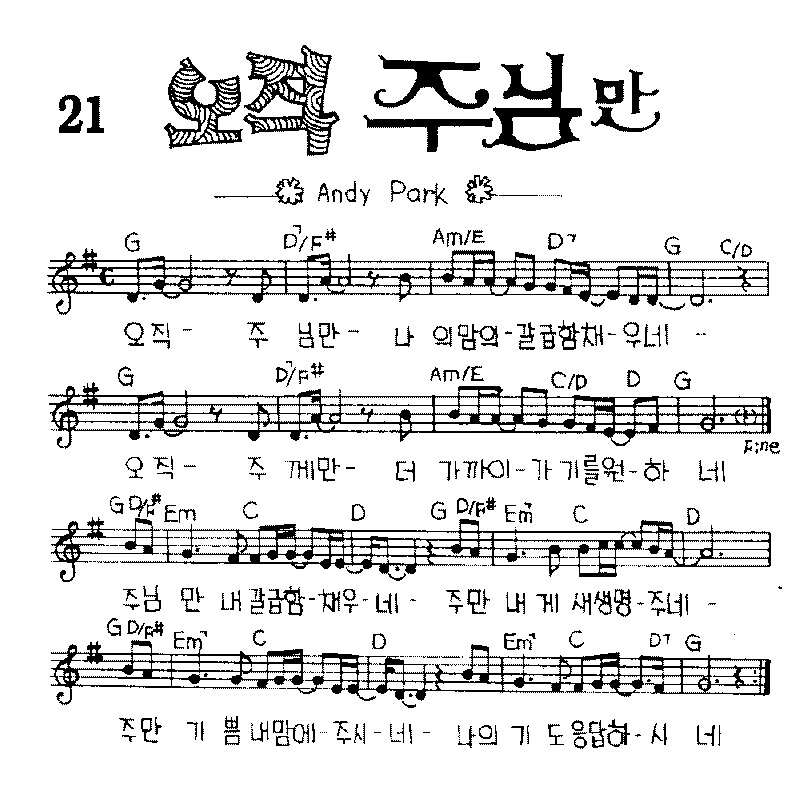 21 오직 주님만
Andy Park
G D7/F# Am/E D7 G C/D
오직- 주 님만- 나 의맘의-갈급함채-우네 -
G D7/F# Am/E C/D D G
Fine
오직- 주 께만- 더 가까이-가기를원-하 네
G D/F# Em C D G D/F# Em7 C D
주님 만 내갈급함-채우-네- 주만 내게 새생명-주네 -
G D/F# Em7 C D Em7 C D7 G
주만 기 쁨 내맘에-주시-네- 나의 기 도응답하-시 네